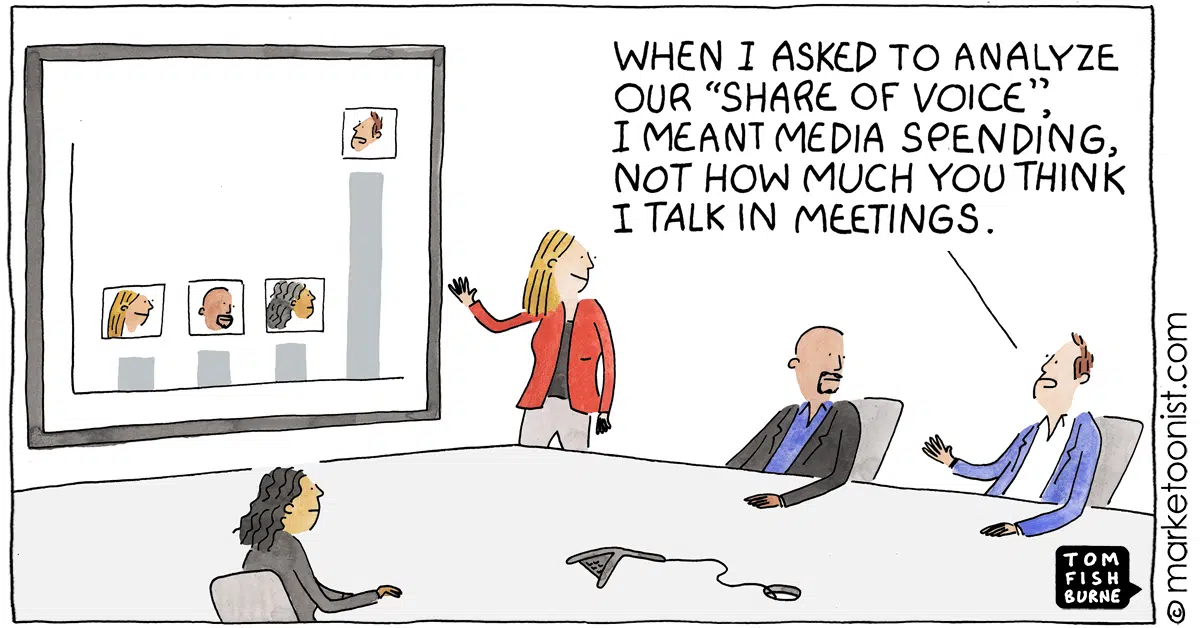 WHEN I ASKED TO ANALYZE
OUR “SHARE OF VOICE”,
I MEANT MEDIA SPENDING,
NOT HOW MUCH YOU THINK
I TALK IN MEETINGS.
TOM
FISH
BURNE
© marketoonist.com